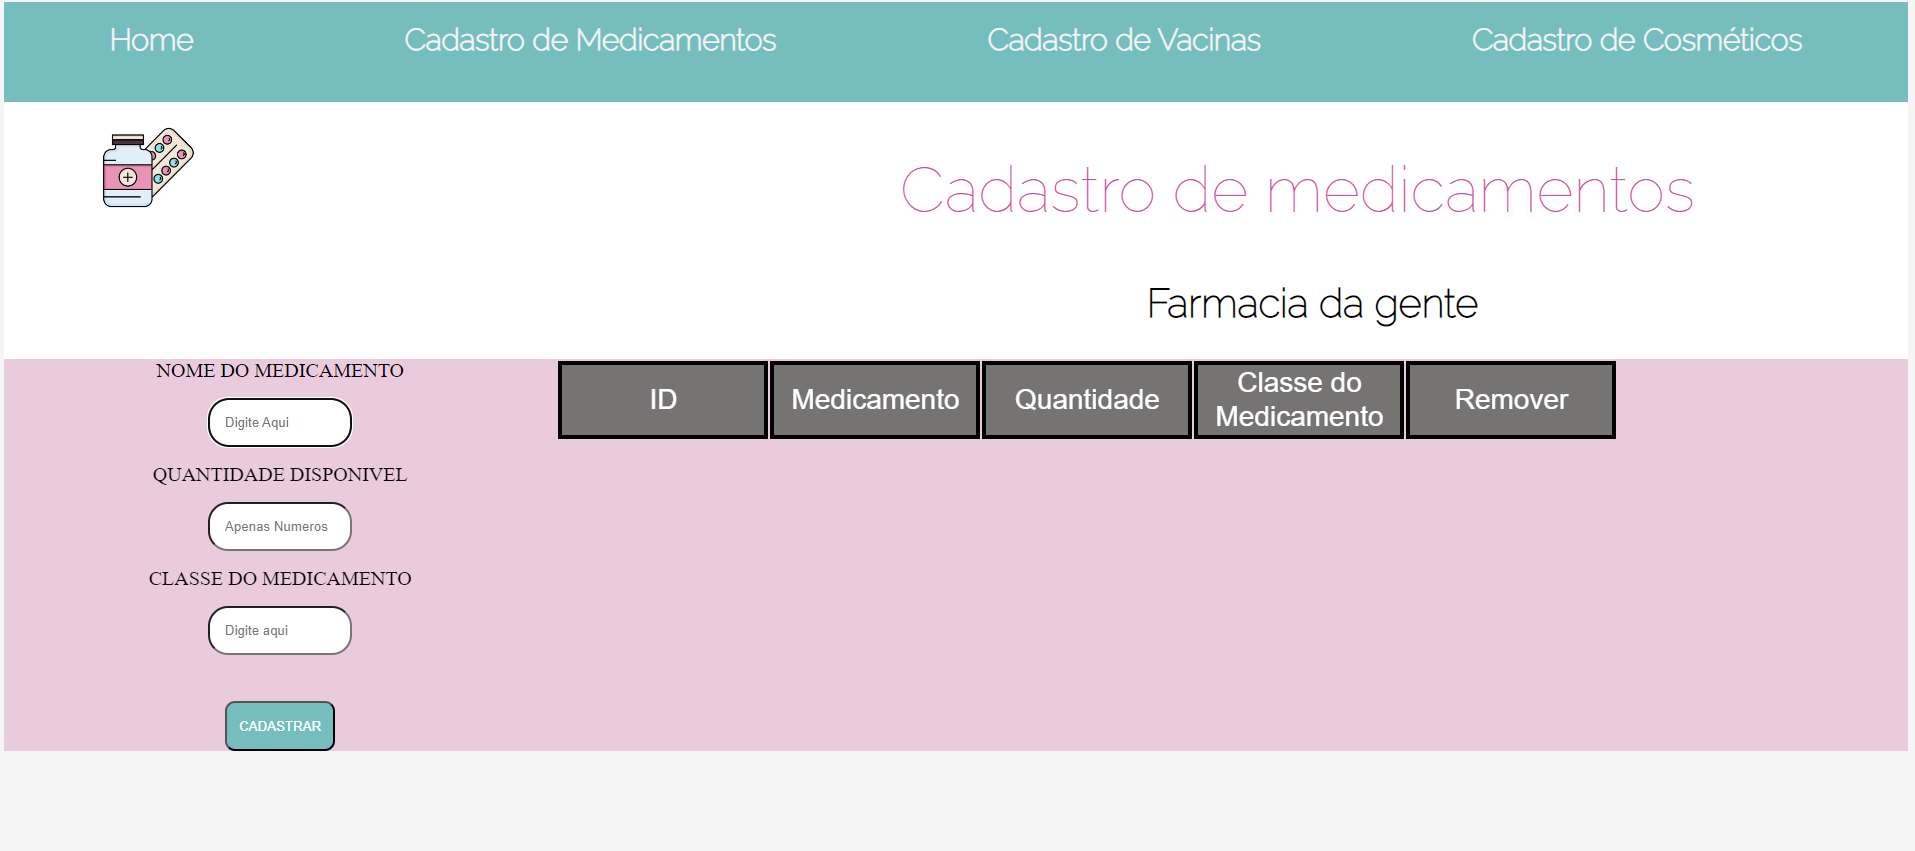 Home
Cadastro de Medicamentos
Cadastro de Vacinas
Cadastro de Cosméticos
Cadastro de medicamentos
Farmacia da gente
NOME DO MEDICAMENTO
Digite Aqui
QUANTIDADE DISPONIVEL
Apenas Numeros
CLASSE DO MEDICAMENTO
Digite aqui
CADASTRAR
ID
Medicamento
Quantidade
Classe do
Medicamento
Remover